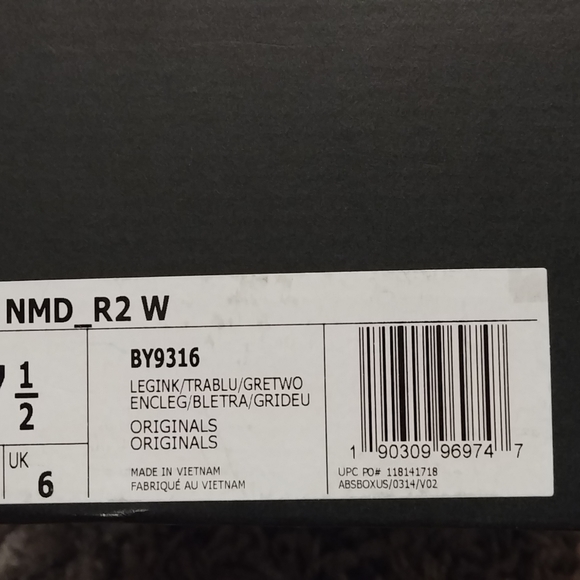 NMD_R2 W
1/2
UK
6
BY9316
LEGINK/TRABLU/GRETWO
ENCLEG/BLETRA/GRIDEU
ORIGINALS
ORIGINALS
MADE IN VIETNAM
FABRIQUÉ AU VIETNAM
1 90309 96974 7
UPC PO# 118141718
ABSBOXUS/0314/V02